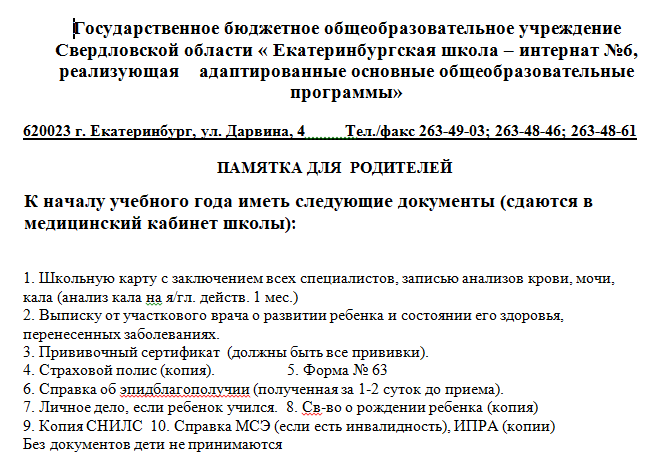 Государственное бюджетное общеобразовательное учреждение
Свердловской области « Екатеринбургская школа – интернат №6,
реализующая адаптированные основные общеобразовательные
программы»
620023 г. Екатеринбург, ул. Дарвина, 4 Тел./факс 263-49-03; 263-48-46; 263-48-61
ПАМЯТКА ДЛЯ РОДИТЕЛЕЙ
К началу учебного года иметь следующие документы (сдаются в
медицинский кабинет школы):
1. Школьную карту с заключением всех специалистов, записью анализов крови, мочи,
кала (анализ кала на я/гл. действ. 1 мес.)
2. Выписку от участкового врача о развитии ребенка и состоянии его здоровья,
перенесенных заболеваниях.
3. Прививочный сертификат (должны быть все прививки).
4. Страховой полис (копия). 5. Форма № 63
6. Справка об эпидблагополучии (полученная за 1-2 суток до приема).
7. Личное дело, если ребенок учился. 8. Св-во о рождении ребенка (копия)
9. Копия СНИЛС 10. Справка МСЭ (если есть инвалидность), ИПРА (копии)
Без документов дети не принимаются